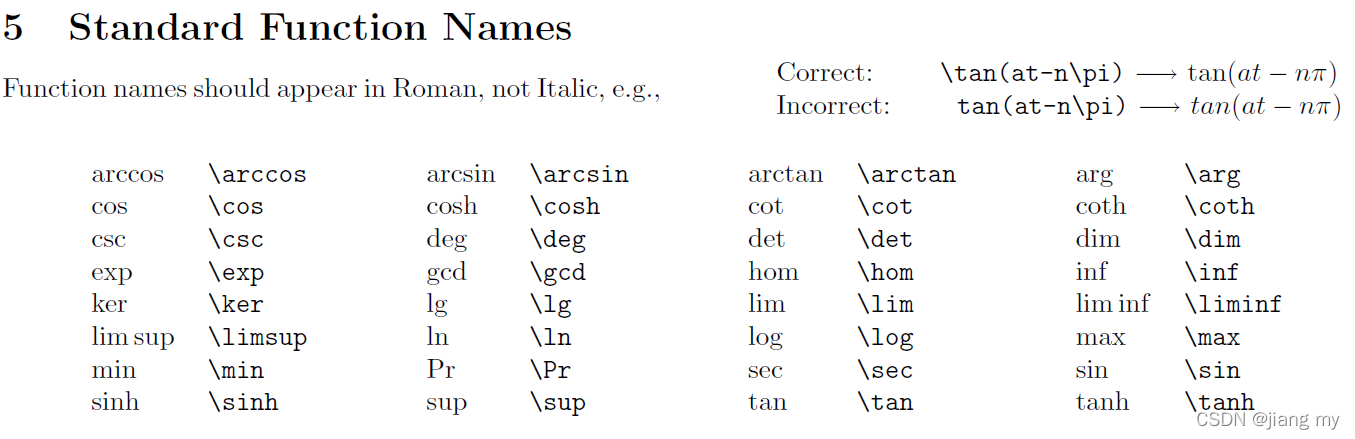 5 Standard Function Names
Function names should appear in Roman, not Italic, e.g.,
Correct: \tan(at-n\pi) ⟶ tan(at − nπ)
Incorrect: tan(at-n\pi) ⟶ tan(at − nπ)
arccos \arccos arcsin \arcsin arctan \arctan arg \arg
cos \cos cosh \cosh cot \cot coth \coth
csc \csc deg \deg det \det dim \dim
exp \exp gcd \gcd hom \hom inf \inf
ker \ker lg \lg lim \lim lim inf \liminf
lim sup \limsup ln \ln log \log max \max
min \min Pr \Pr sec \sec sin \sin
sinh \sinh sup \sup tan \tan tanh \tanh
CSDN @jiang my